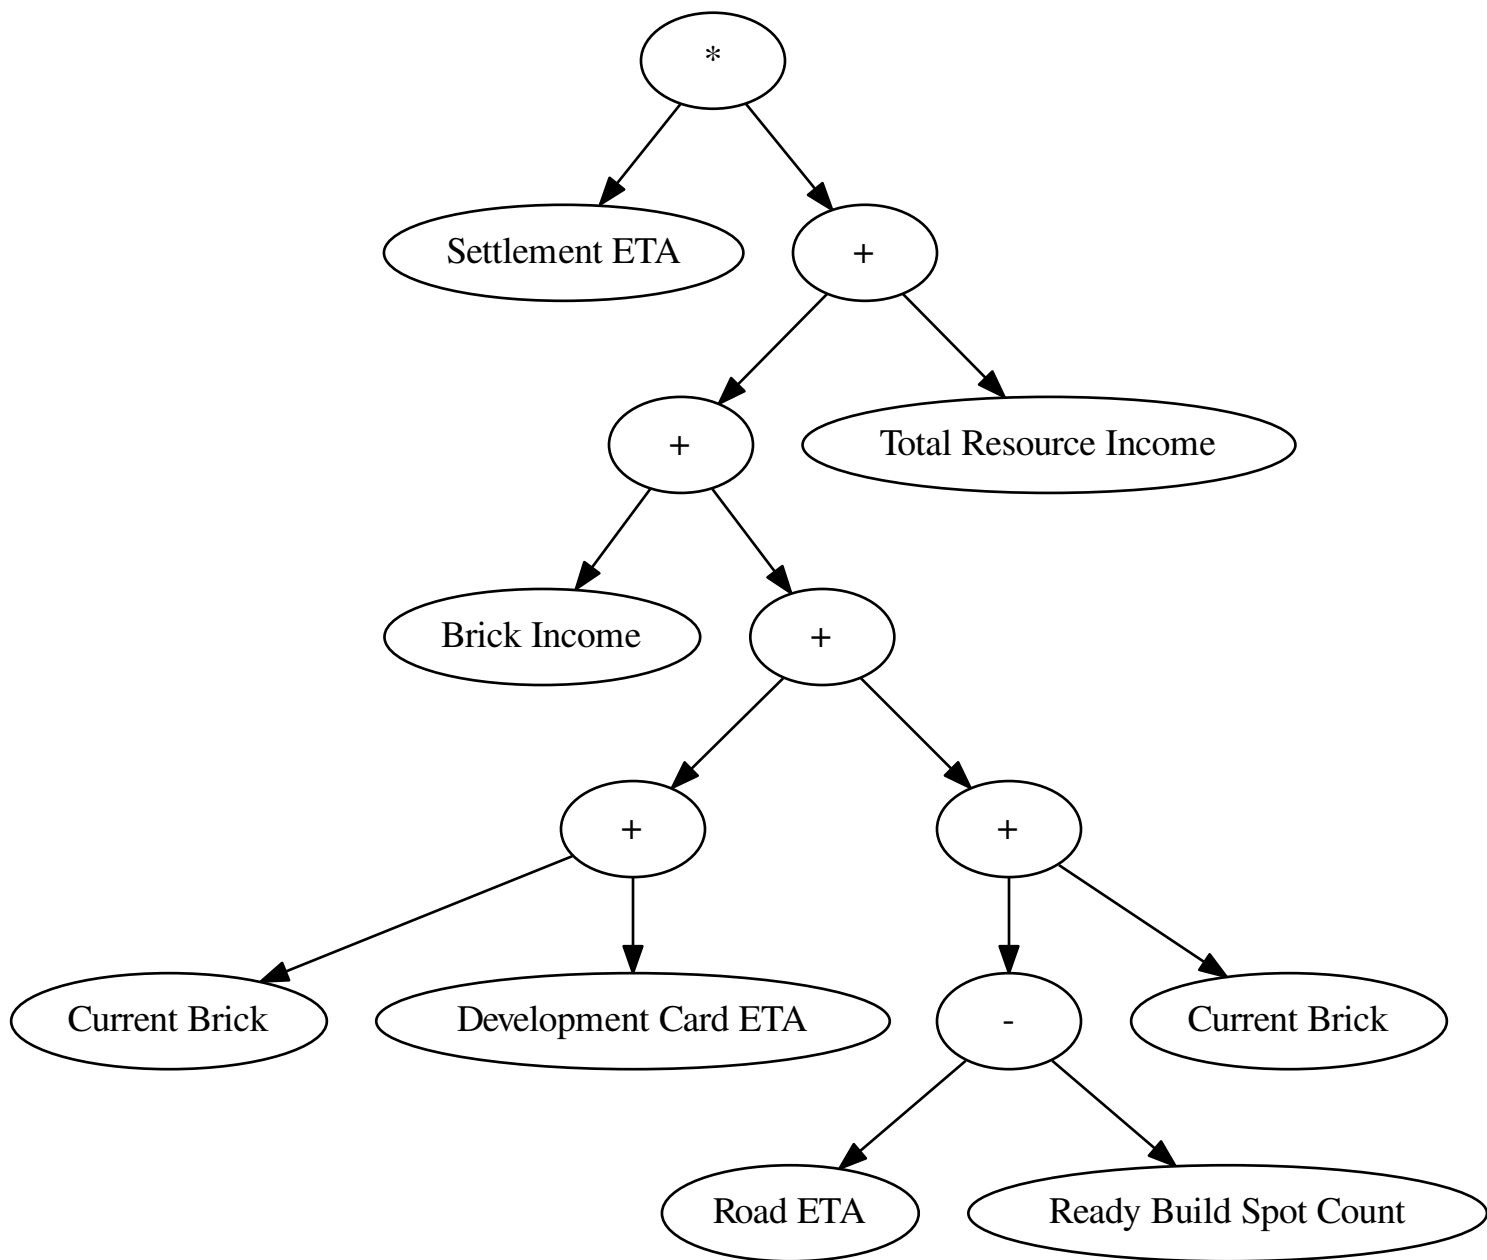 *
Settlement ETA
+
+
Total Resource Income
Brick Income
+
+
+
Current Brick
Development Card ETA
-
Current Brick
Road ETA
Ready Build Spot Count